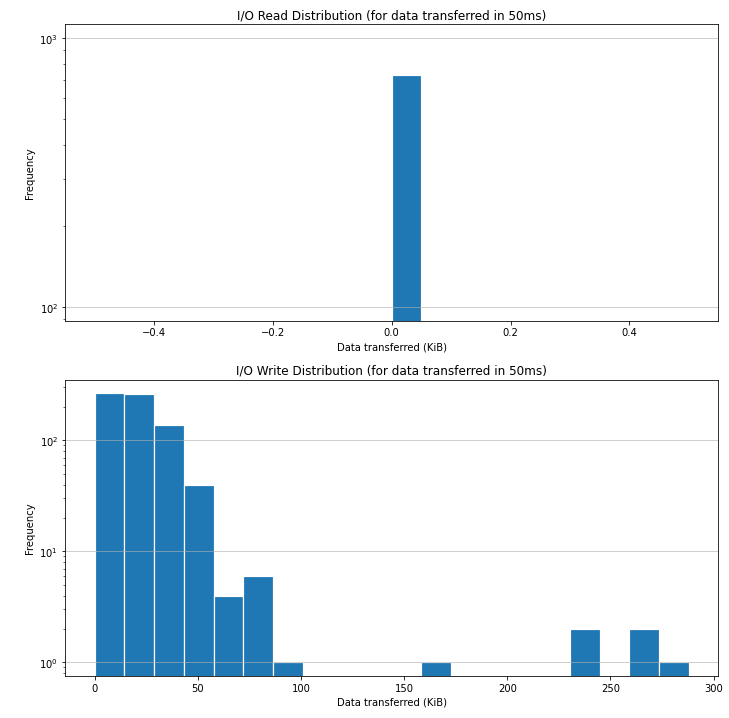 I/O Read Distribution (for data transferred in 50ms)
10³
Frequency
10²
−0.4 −0.2 0.0 0.2 0.4
Data transferred (KiB)
I/O Write Distribution (for data transferred in 50ms)
10²
Frequency
10¹
10⁰
0 50 100 150 200 250 300
Data transferred (KiB)